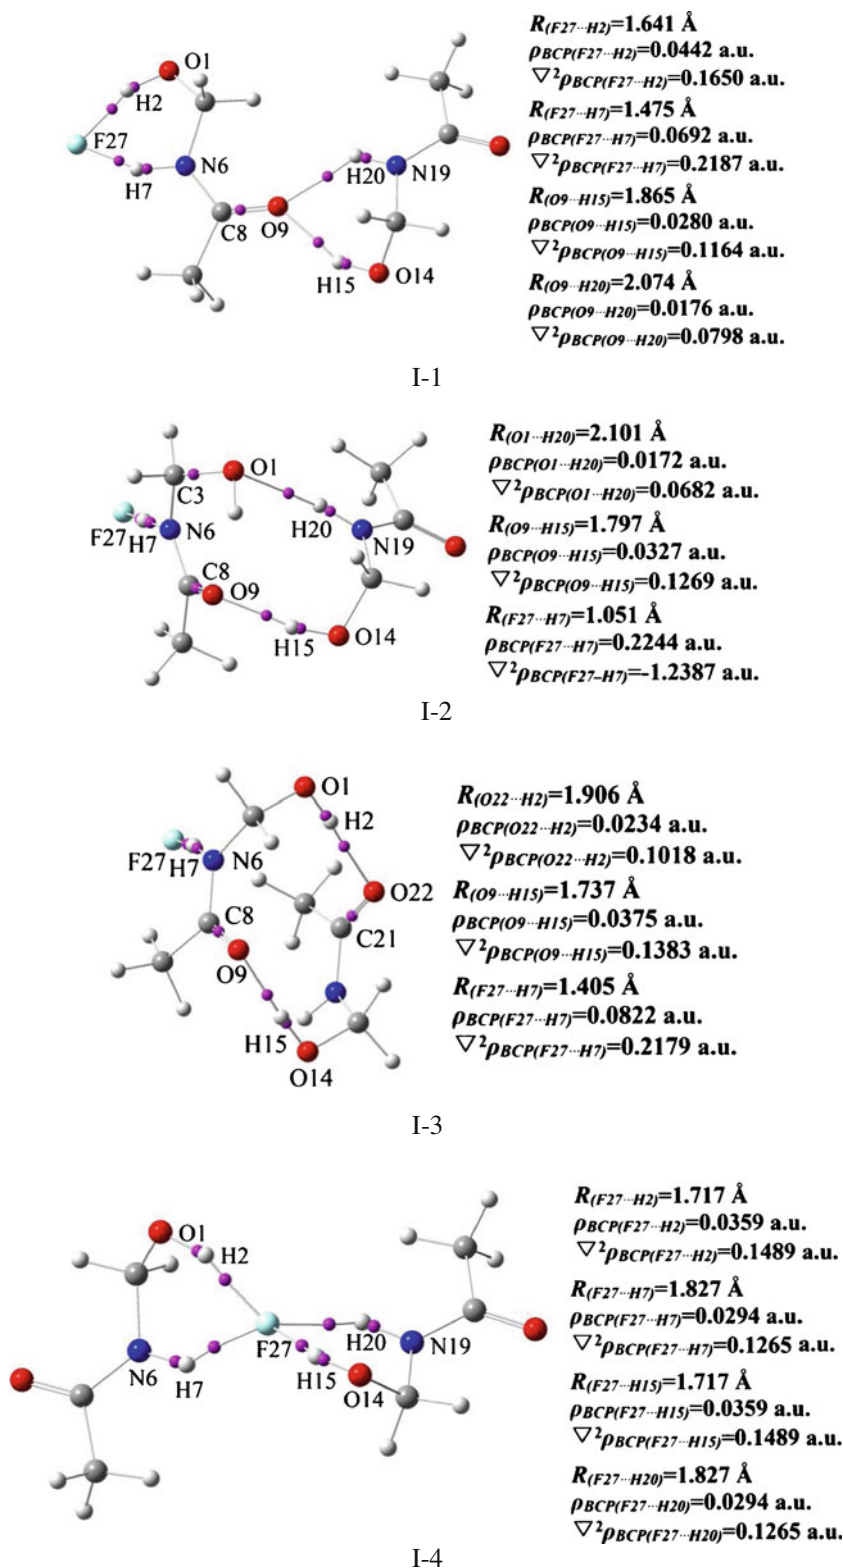 R(F27···H2)=1.641 Å
ρBCP(F27···H2)=0.0442 a.u.
▽²ρBCP(F27···H2)=0.1650 a.u.
R(F27···H7)=1.475 Å
ρBCP(F27···H7)=0.0692 a.u.
▽²ρBCP(F27···H7)=0.2187 a.u.
R(O9···H15)=1.865 Å
ρBCP(O9···H15)=0.0280 a.u.
▽²ρBCP(O9···H15)=0.1164 a.u.
R(O9···H20)=2.074 Å
ρBCP(O9···H20)=0.0176 a.u.
▽²ρBCP(O9···H20)=0.0798 a.u.
O1
H2
F27
N6
H7
H20
N19
C8
O9
H15
O14
I-1
R(O1···H20)=2.101 Å
ρBCP(O1···H20)=0.0172 a.u.
▽²ρBCP(O1···H20)=0.0682 a.u.
R(O9···H15)=1.797 Å
ρBCP(O9···H15)=0.0327 a.u.
▽²ρBCP(O9···H15)=0.1269 a.u.
R(F27···H7)=1.051 Å
ρBCP(F27···H7)=0.2244 a.u.
▽²ρBCP(F27–H7)=-1.2387 a.u.
O1
C3
F27
H7
N6
H20
N19
C8
O9
H15
O14
I-2
R(O22···H2)=1.906 Å
ρBCP(O22···H2)=0.0234 a.u.
▽²ρBCP(O22···H2)=0.1018 a.u.
R(O9···H15)=1.737 Å
ρBCP(O9···H15)=0.0375 a.u.
▽²ρBCP(O9···H15)=0.1383 a.u.
R(F27···H7)=1.405 Å
ρBCP(F27···H7)=0.0822 a.u.
▽²ρBCP(F27···H7)=0.2179 a.u.
O1
H2
F27
H7
N6
O22
C8
C21
O9
H15
O14
I-3
R(F27···H2)=1.717 Å
ρBCP(F27···H2)=0.0359 a.u.
▽²ρBCP(F27···H2)=0.1489 a.u.
R(F27···H7)=1.827 Å
ρBCP(F27···H7)=0.0294 a.u.
▽²ρBCP(F27···H7)=0.1265 a.u.
R(F27···H15)=1.717 Å
ρBCP(F27···H15)=0.0359 a.u.
▽²ρBCP(F27···H15)=0.1489 a.u.
R(F27···H20)=1.827 Å
ρBCP(F27···H20)=0.0294 a.u.
▽²ρBCP(F27···H20)=0.1265 a.u.
O1
H2
F27
H20
N19
N6
H7
H15
O14
I-4